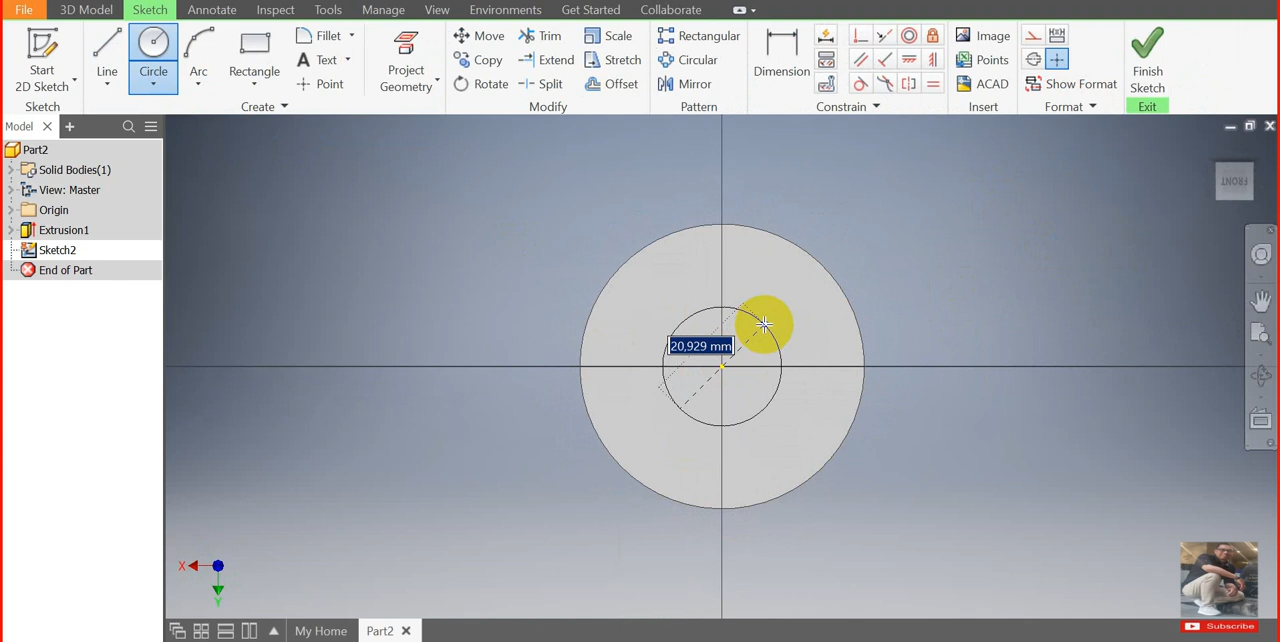 File 3D Model Sketch Annotate Inspect Tools Manage View Environments Get Started Collaborate
Start
2D Sketch
Sketch
Line
Circle
Arc
Rectangle
Fillet
Text
Point
Create
Project
Geometry
Move
Copy
Rotate
Trim
Extend
Split
Scale
Stretch
Offset
Modify
Rectangular
Circular
Mirror
Pattern
Dimension
Constrain
Image
Points
ACAD
Insert
Show Format
Format
Finish
Sketch
Exit
Model
Part2
Solid Bodies(1)
View: Master
Origin
Extrusion1
Sketch2
End of Part
FRONT
20,929 mm
X
Y
My Home
Part2
Subscribe